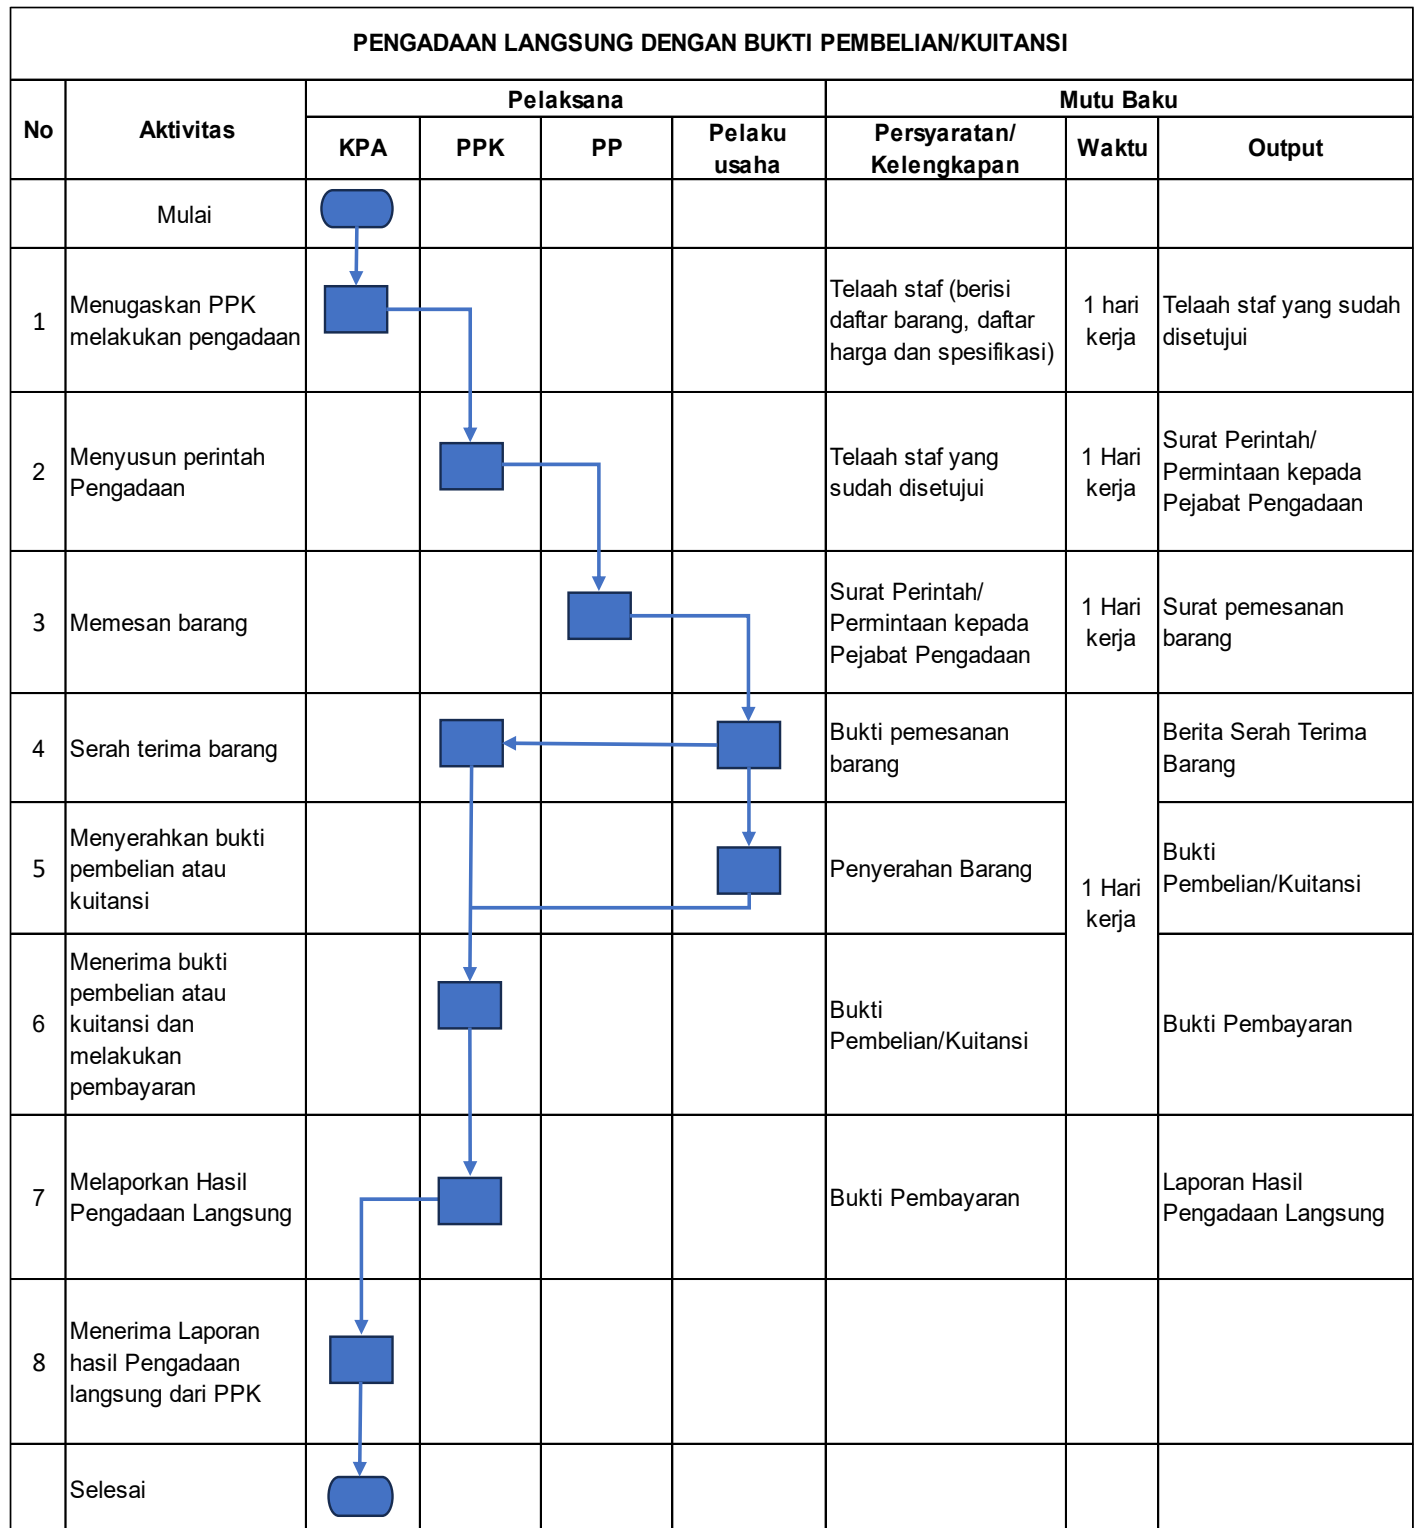 PENGADAAN LANGSUNG DENGAN BUKTI PEMBELIAN/KUITANSI
No
Aktivitas
Pelaksana
Mutu Baku
KPA
PPK
PP
Pelaku
usaha
Persyaratan/
Kelengkapan
Waktu
Output
Mulai
1
Menugaskan PPK
melakukan pengadaan
Telaah staf (berisi
daftar barang, daftar
harga dan spesifikasi)
1 hari
kerja
Telaah staf yang sudah
disetujui
2
Menyusun perintah
Pengadaan
Telaah staf yang
sudah disetujui
1 Hari
kerja
Surat Perintah/
Permintaan kepada
Pejabat Pengadaan
3
Memesan barang
Surat Perintah/
Permintaan kepada
Pejabat Pengadaan
1 Hari
kerja
Surat pemesanan
barang
4
Serah terima barang
Bukti pemesanan
barang
Berita Serah Terima
Barang
5
Menyerahkan bukti
pembelian atau
kuitansi
Penyerahan Barang
1 Hari
kerja
Bukti
Pembelian/Kuitansi
6
Menerima bukti
pembelian atau
kuitansi dan
melakukan
pembayaran
Bukti
Pembelian/Kuitansi
Bukti Pembayaran
7
Melaporkan Hasil
Pengadaan Langsung
Bukti Pembayaran
Laporan Hasil
Pengadaan Langsung
8
Menerima Laporan
hasil Pengadaan
langsung dari PPK
Selesai